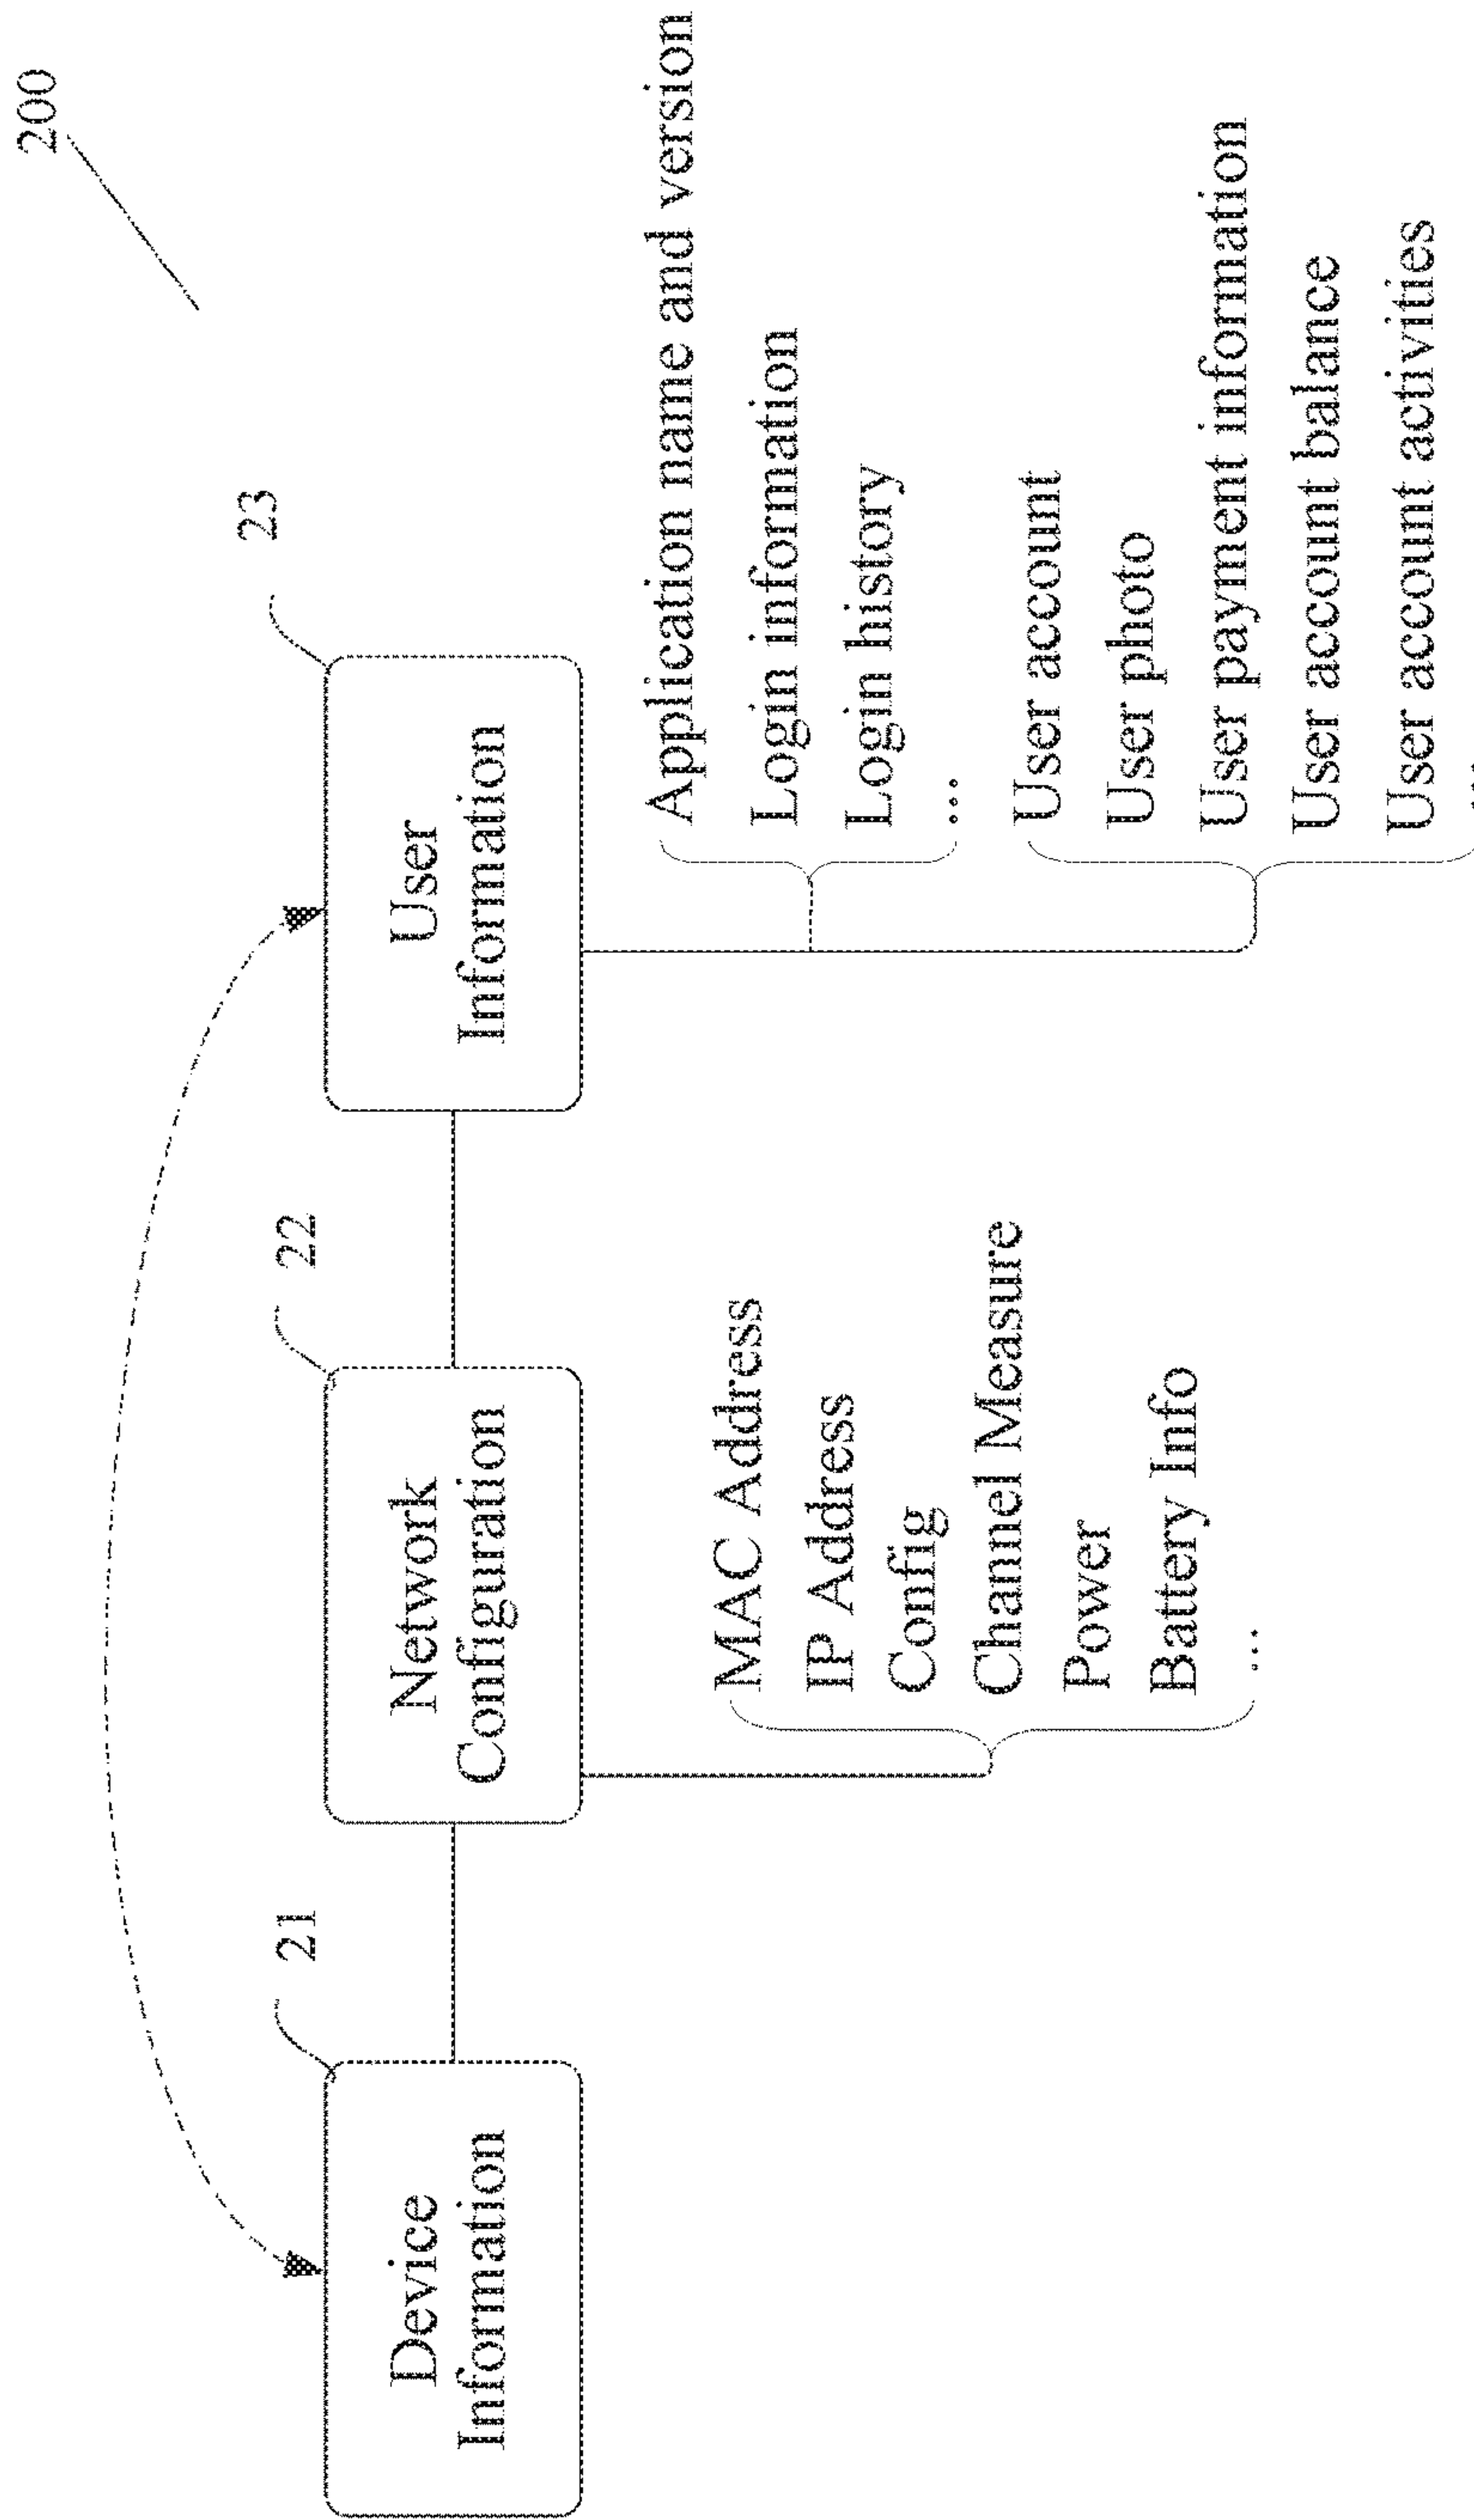 200
21
Device
Information
22
Network
Configuration
MAC Address
IP Address
Config
Channel Measure
Power
Battery Info
...
23
User
Information
Application name and version
Login information
Login history
...
User account
User photo
User payment information
User account balance
User account activities
...